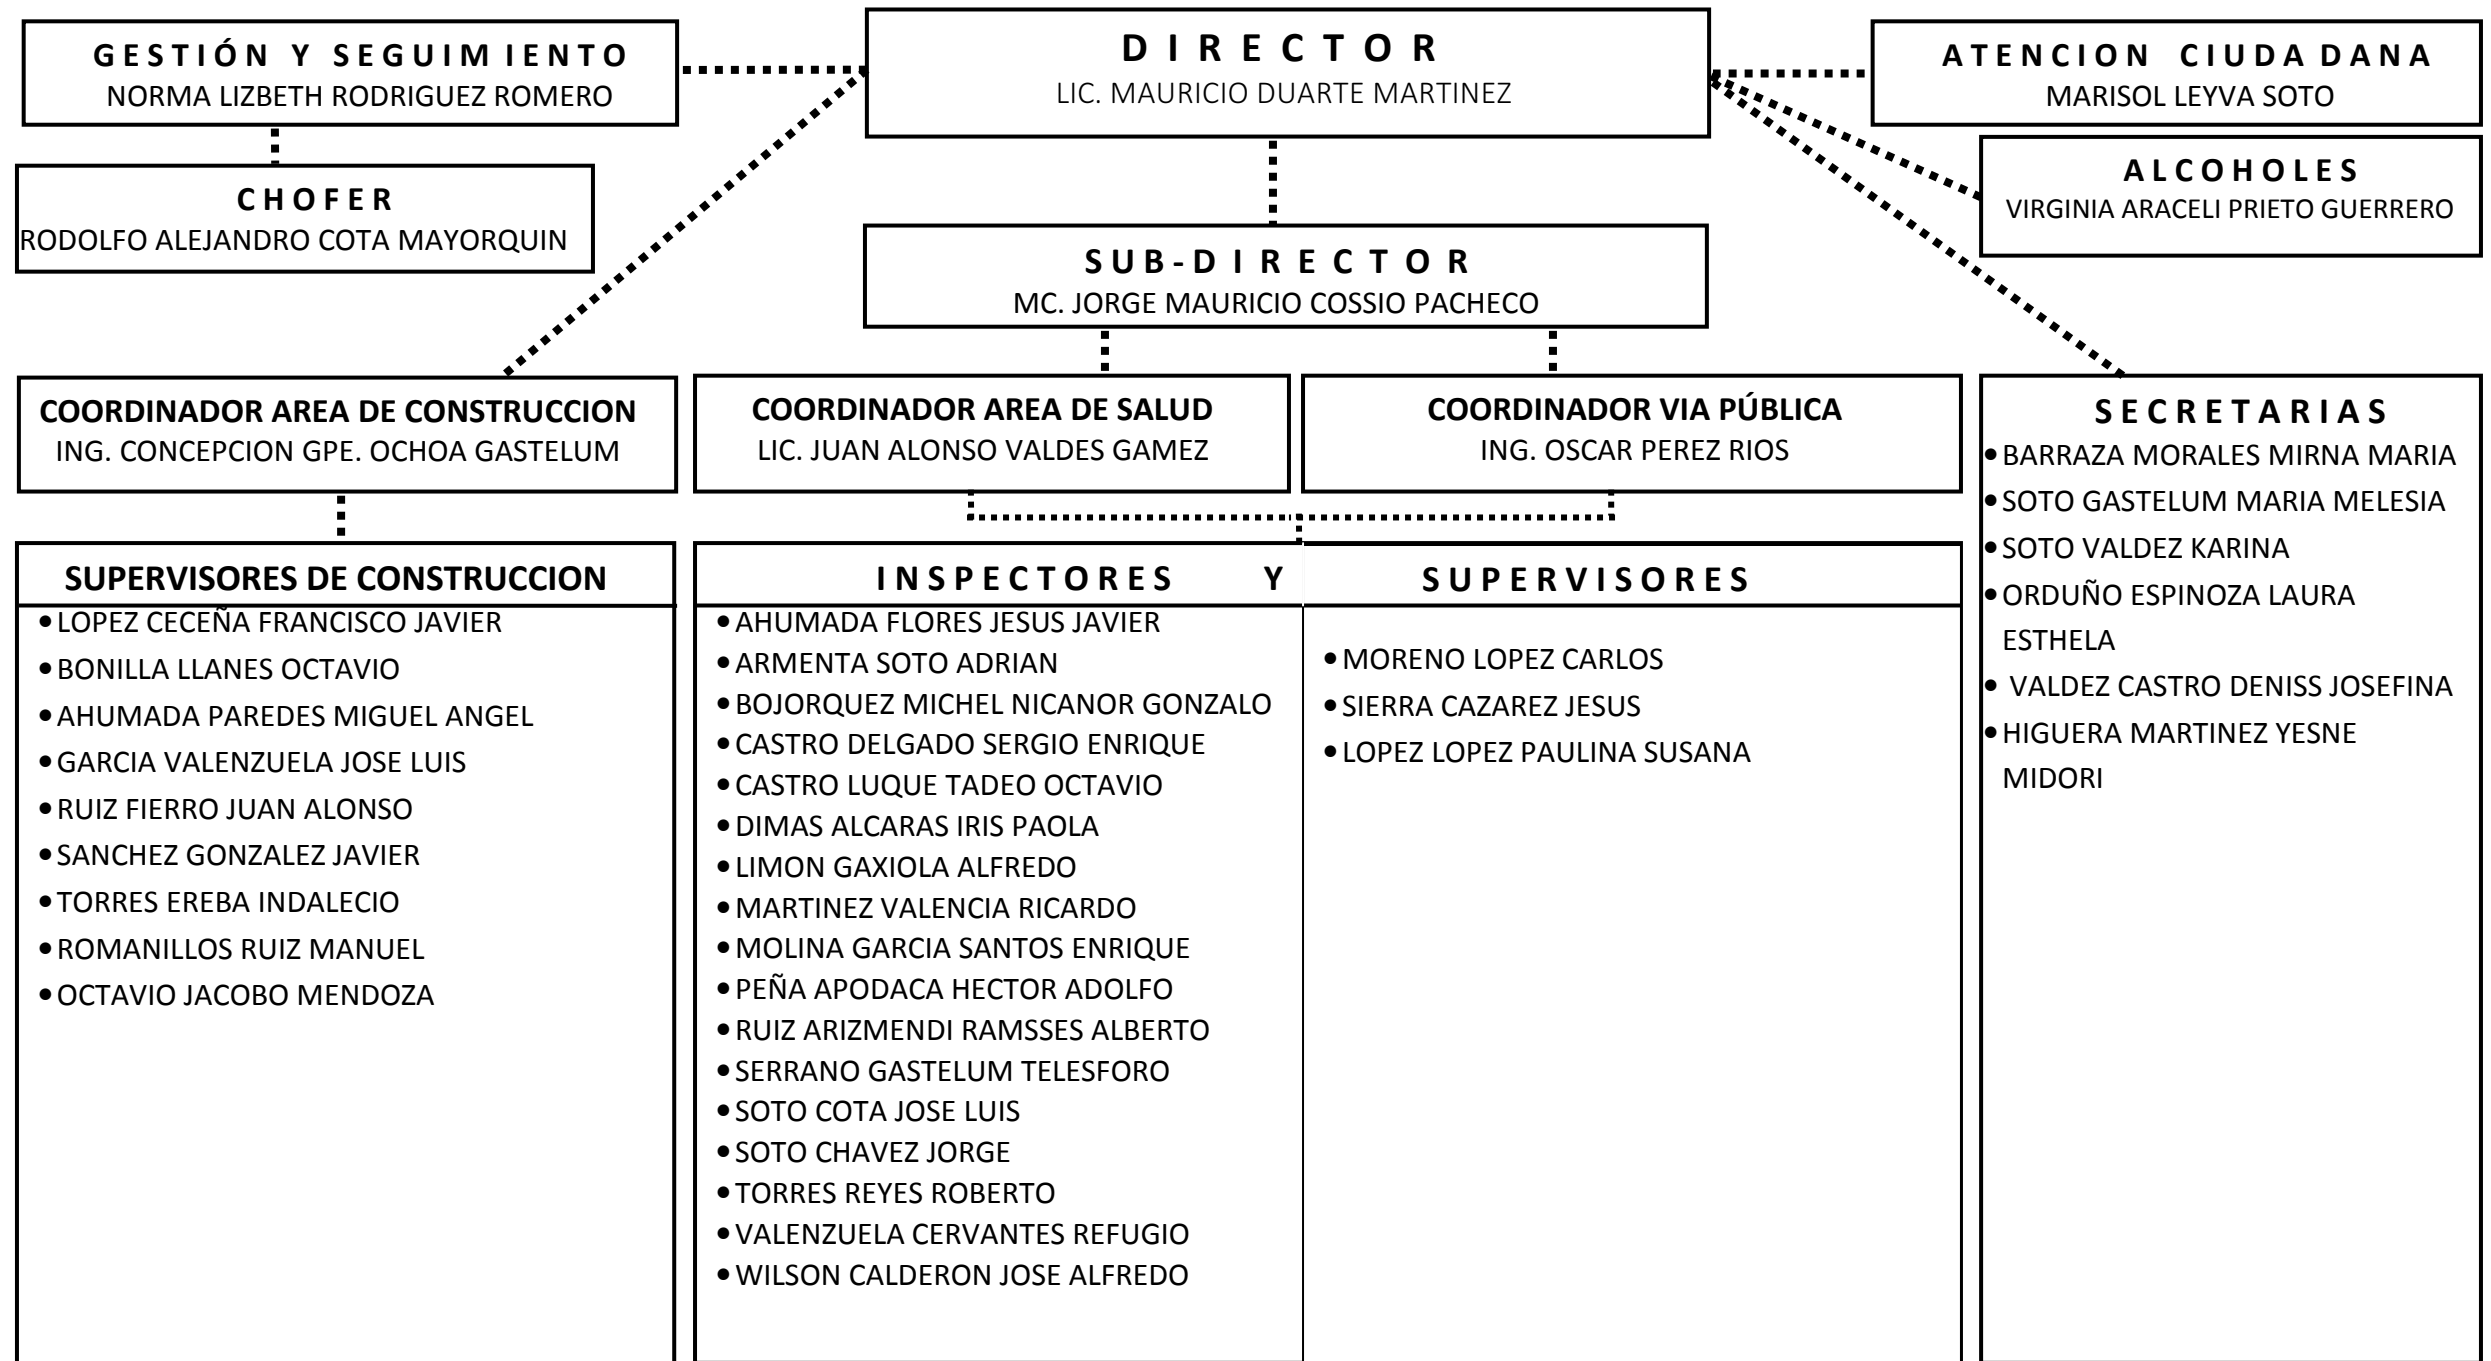 GESTIÓN Y SEGUIMIENTO
NORMA LIZBETH RODRIGUEZ ROMERO
DIRECTOR
LIC. MAURICIO DUARTE MARTINEZ
ATENCION CIUDADANA
MARISOL LEYVA SOTO
CHOFER
RODOLFO ALEJANDRO COTA MAYORQUIN
ALCOHOLES
VIRGINIA ARACELI PRIETO GUERRERO
SUB-DIRECTOR
MC. JORGE MAURICIO COSSIO PACHECO
COORDINADOR AREA DE CONSTRUCCION
ING. CONCEPCION GPE. OCHOA GASTELUM
COORDINADOR AREA DE SALUD
LIC. JUAN ALONSO VALDES GAMEZ
COORDINADOR VIA PÚBLICA
ING. OSCAR PEREZ RIOS
SUPERVISORES DE CONSTRUCCION
• LOPEZ CECEÑA FRANCISCO JAVIER
• BONILLA LLANES OCTAVIO
• AHUMADA PAREDES MIGUEL ANGEL
• GARCIA VALENZUELA JOSE LUIS
• RUIZ FIERRO JUAN ALONSO
• SANCHEZ GONZALEZ JAVIER
• TORRES EREBA INDALECIO
• ROMANILLOS RUIZ MANUEL
• OCTAVIO JACOBO MENDOZA
INSPECTORES Y SUPERVISORES
• AHUMADA FLORES JESUS JAVIER
• ARMENTA SOTO ADRIAN
• BOJORQUEZ MICHEL NICANOR GONZALO
• CASTRO DELGADO SERGIO ENRIQUE
• CASTRO LUQUE TADEO OCTAVIO
• DIMAS ALCARAS IRIS PAOLA
• LIMON GAXIOLA ALFREDO
• MARTINEZ VALENCIA RICARDO
• MOLINA GARCIA SANTOS ENRIQUE
• PEÑA APODACA HECTOR ADOLFO
• RUIZ ARIZMENDI RAMSSES ALBERTO
• SERRANO GASTELUM TELESFORO
• SOTO COTA JOSE LUIS
• SOTO CHAVEZ JORGE
• TORRES REYES ROBERTO
• VALENZUELA CERVANTES REFUGIO
• WILSON CALDERON JOSE ALFREDO
• MORENO LOPEZ CARLOS
• SIERRA CAZAREZ JESUS
• LOPEZ LOPEZ PAULINA SUSANA
SECRETARIAS
• BARRAZA MORALES MIRNA MARIA
• SOTO GASTELUM MARIA MELESIA
• SOTO VALDEZ KARINA
• ORDUÑO ESPINOZA LAURA
ESTHELA
• VALDEZ CASTRO DENISS JOSEFINA
• HIGUERA MARTINEZ YESNE
MIDORI